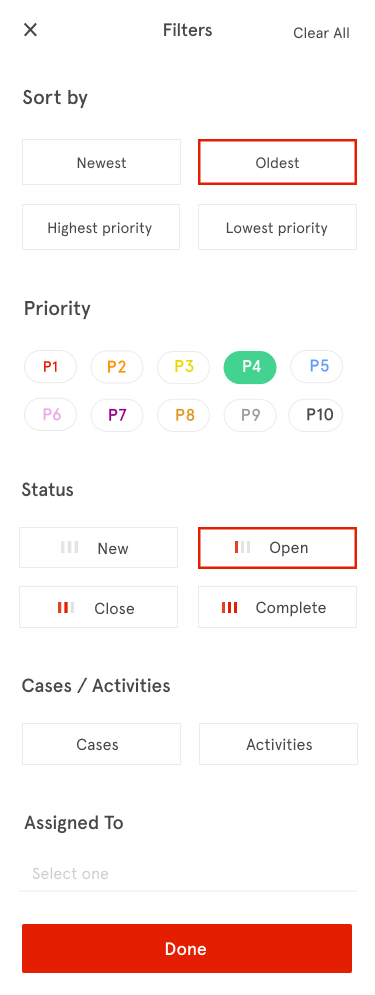 Filters
Clear All
Sort by
Newest
Oldest
Highest priority
Lowest priority
Priority
P1
P2
P3
P4
P5
P6
P7
P8
P9
P10
Status
New
Open
Close
Complete
Cases / Activities
Cases
Activities
Assigned To
Select one
Done